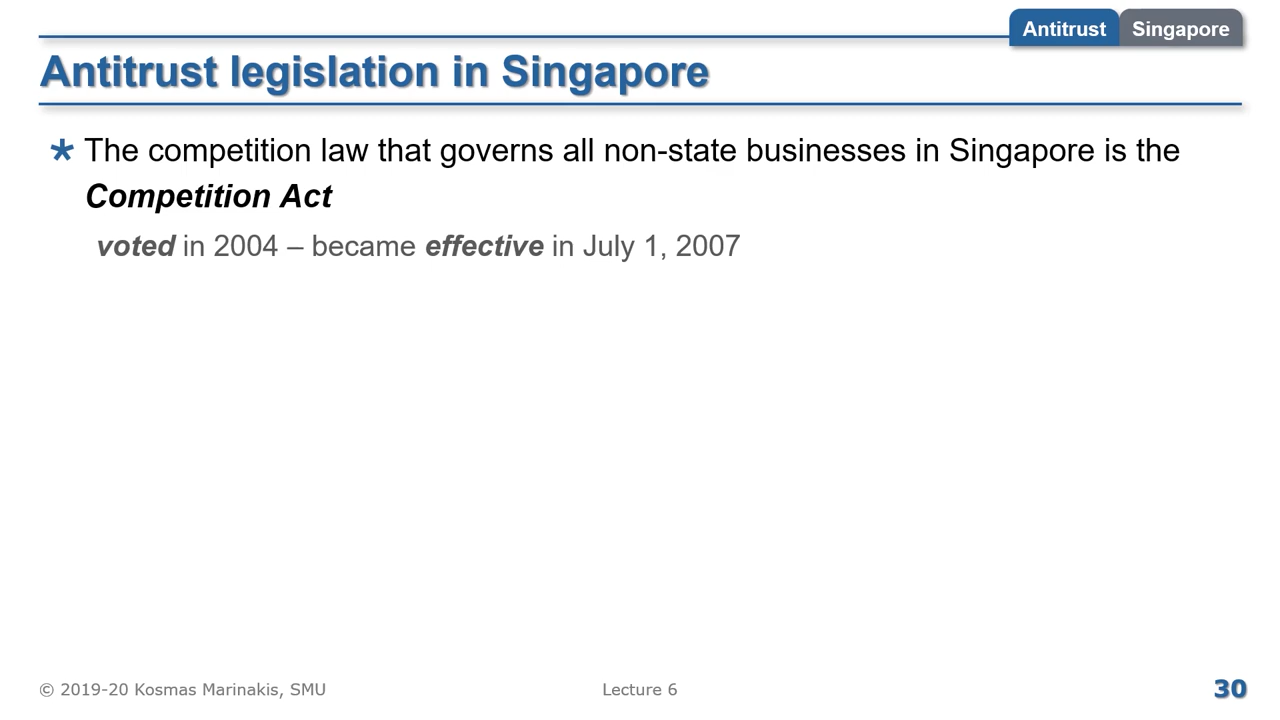 Antitrust Singapore
Antitrust legislation in Singapore
* The competition law that governs all non-state businesses in Singapore is the
Competition Act
voted in 2004 – became effective in July 1, 2007
© 2019-20 Kosmas Marinakis, SMU Lecture 6 30